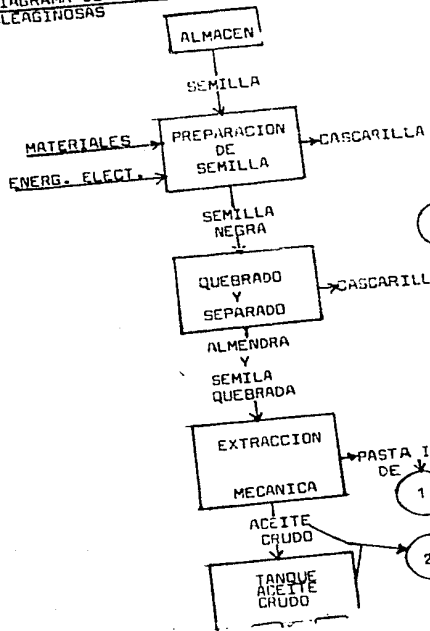 LEAGINOSAS
ALMACEN
SEMILLA
MATERIALES
ENERG. ELECT.
PREPARACION
DE
SEMILLA
CASCARILLA
SEMILLA
NEGRA
QUEBRADO
Y
SEPARADO
CASCARILL
ALMENDRA
Y
SEMILA
QUEBRADA
EXTRACCION
MECANICA
PASTA I
DE
1
ACEITE
CRUDO
2
TANQUE
ACEITE
CRUDO